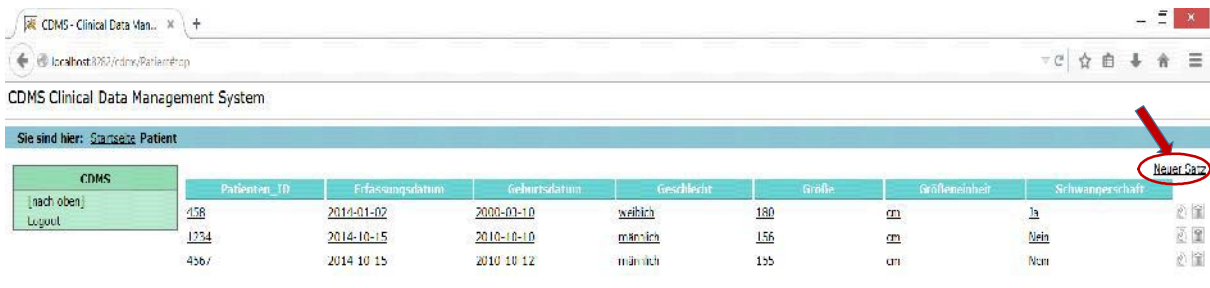 CDMS - Clinical Data Man...
localhost:8282/cdms/Patient#top
CDMS Clinical Data Management System
Sie sind hier: Startseite Patient
Neuer Satz
CDMS
[nach oben]
Logout
Patienten_ID Erfassungsdatum Geburtsdatum Geschlecht Größe Größeneinheit Schwangerschaft
458 2014-01-02 2000-03-10 weiblich 180 cm Ja
1234 2014-10-15 2010-10-10 männlich 156 cm Nein
4567 2014-10-15 2010-10-12 männlich 155 cm Nein